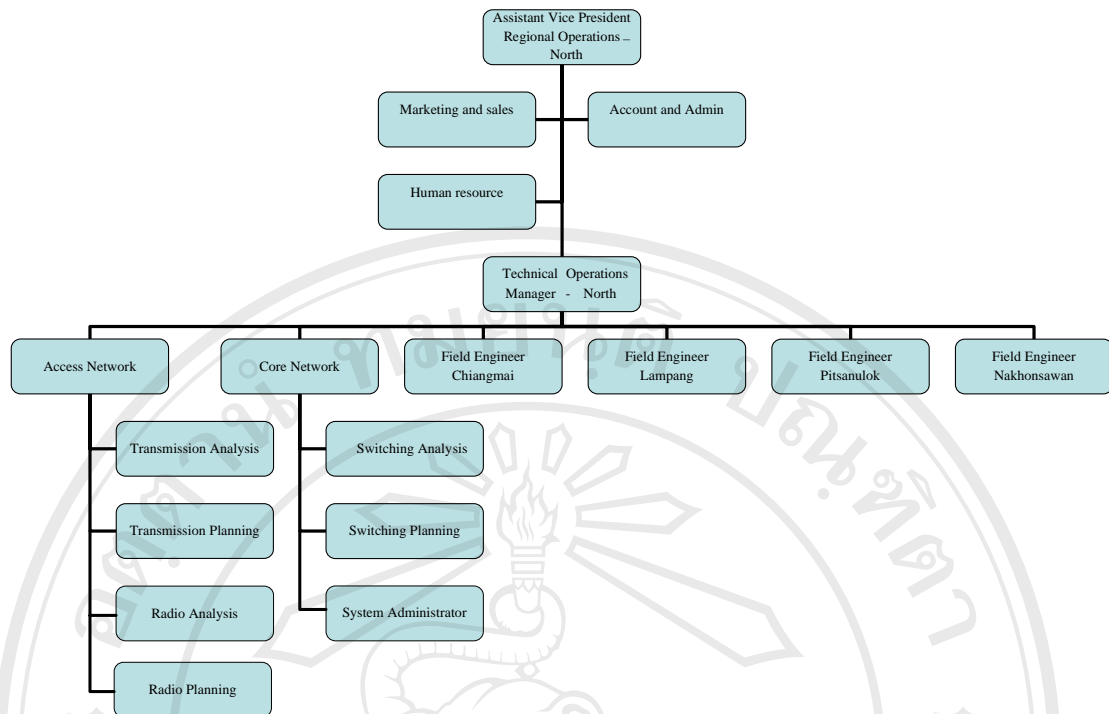 Assistant Vice President
Regional Operations –
North
Marketing and sales
Account and Admin
Human resource
Technical Operations
Manager - North
Access Network
Core Network
Field Engineer
Chiangmai
Field Engineer
Lampang
Field Engineer
Pitsanulok
Field Engineer
Nakhonsawan
Transmission Analysis
Switching Analysis
Transmission Planning
Switching Planning
Radio Analysis
System Administrator
Radio Planning